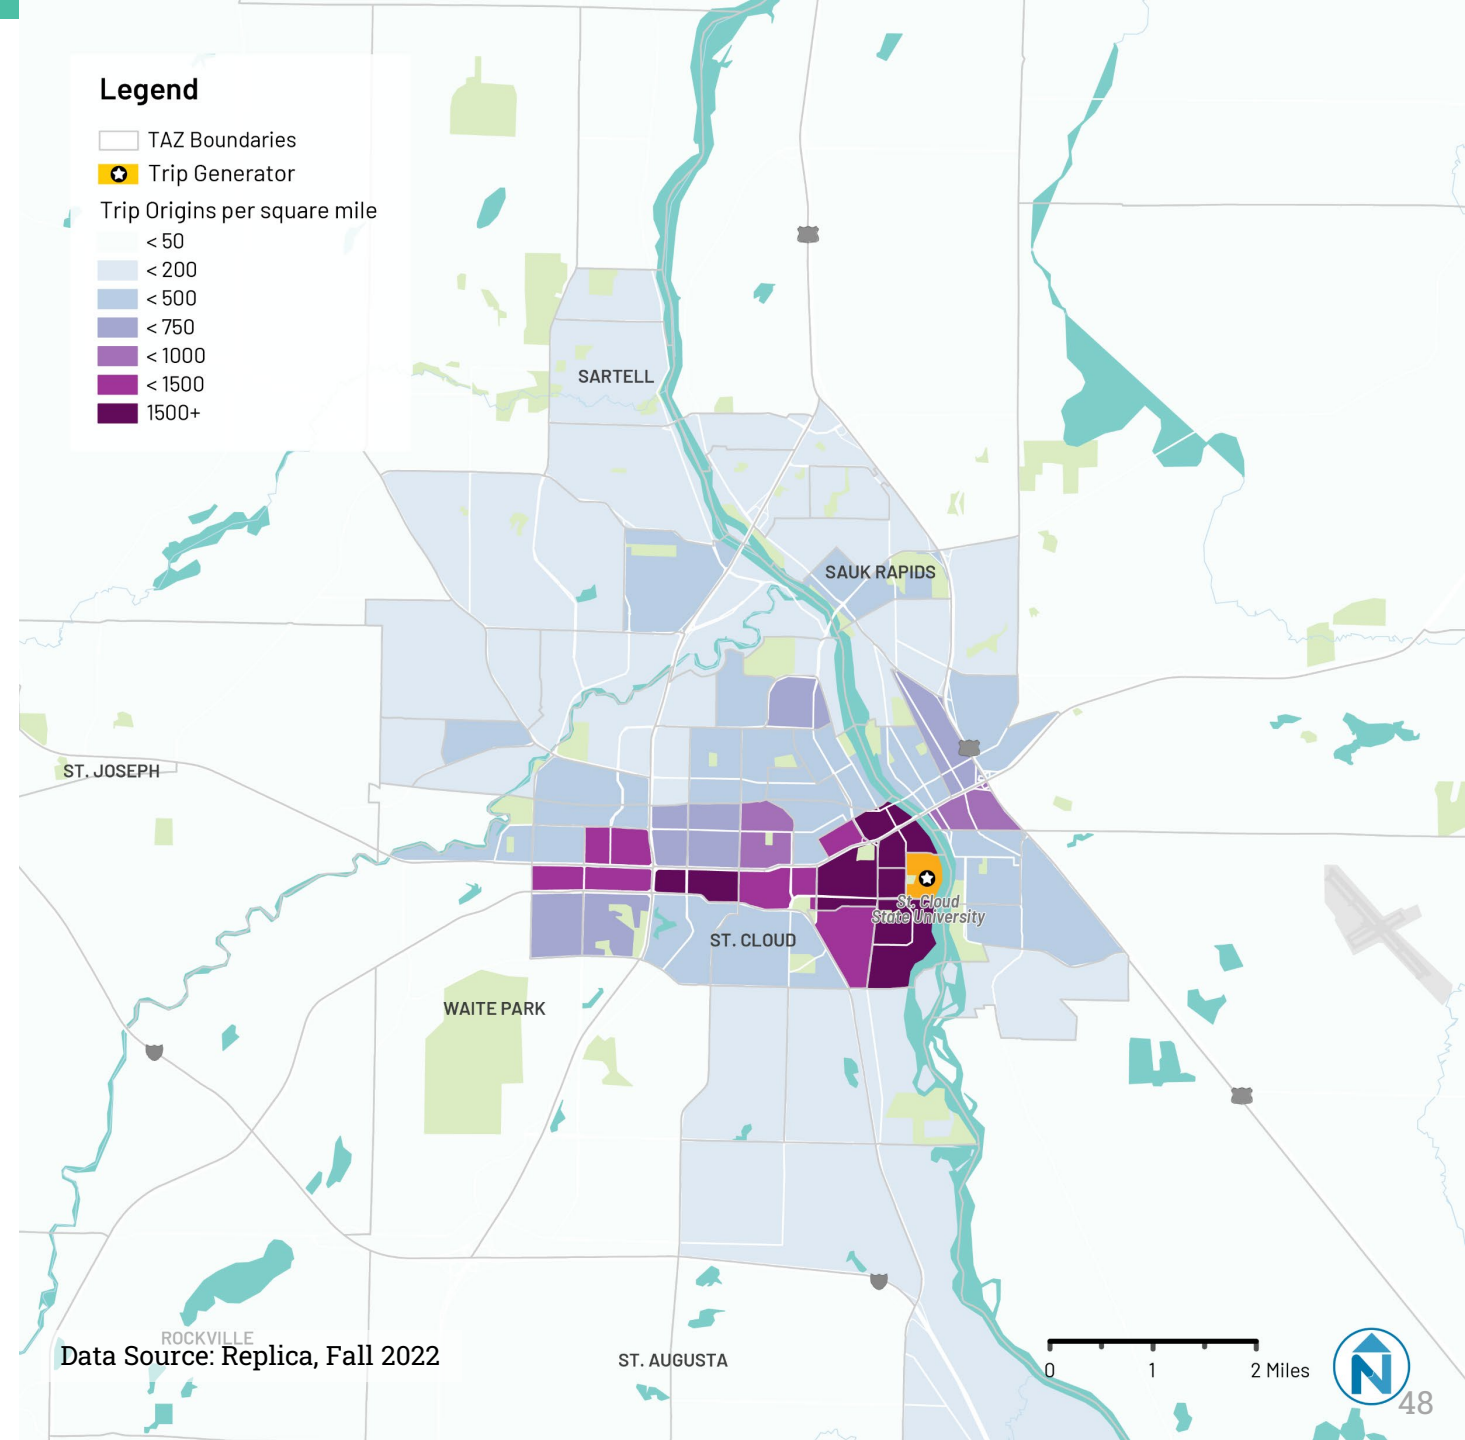 Legend
TAZ Boundaries
Trip Generator
Trip Origins per square mile
< 50
< 200
< 500
< 750
< 1000
< 1500
1500+
SARTELL
SAUK RAPIDS
ST. JOSEPH
St. Cloud
State University
ST. CLOUD
WAITE PARK
ROCKVILLE
Data Source: Replica, Fall 2022
ST. AUGUSTA
0 1 2 Miles
N
48